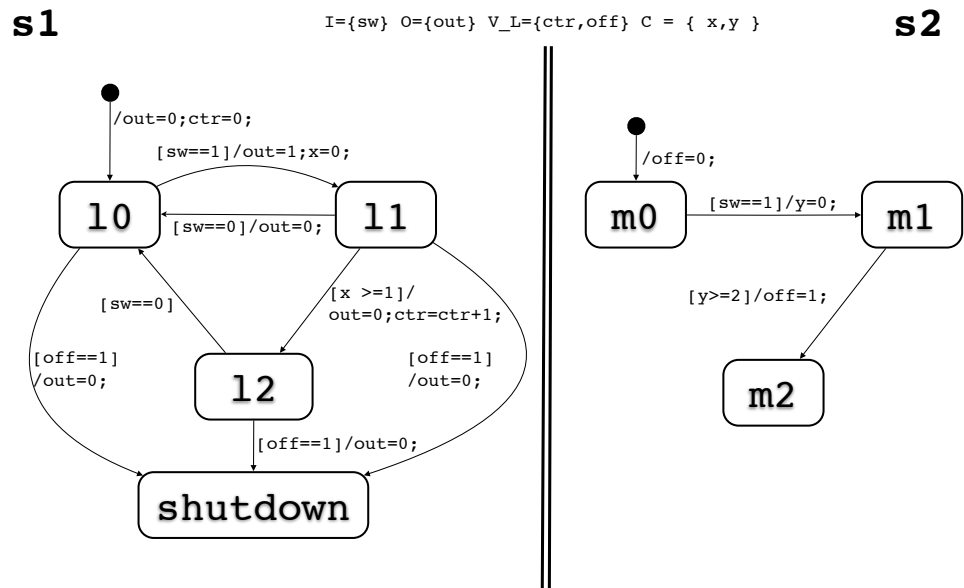 s1
I={sw} O={out} V_L={ctr,off} C = { x,y }
s2
/out=0;ctr=0;
[sw==1]/out=1;x=0;
l0
l1
[sw==0]/out=0;
[sw==0]
[x >=1]/
out=0;ctr=ctr+1;
[off==1]
/out=0;
[off==1]
/out=0;
l2
[off==1]/out=0;
shutdown
/off=0;
m0
[sw==1]/y=0;
m1
[y>=2]/off=1;
m2